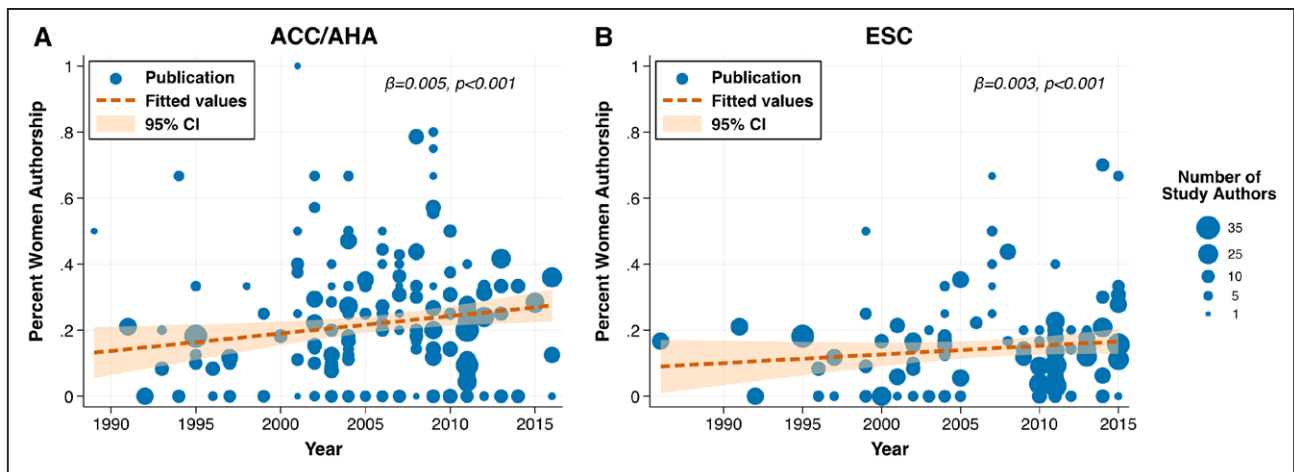 A
ACC/AHA
Publication
Fitted values
95% CI
β=0.005, p<0.001
Percent Women Authorship
1
.8
.6
.4
.2
0
1990 1995 2000 2005 2010 2015
Year
B
ESC
Publication
Fitted values
95% CI
β=0.003, p<0.001
Percent Women Authorship
1
.8
.6
.4
.2
0
1990 1995 2000 2005 2010 2015
Year
Number of
Study Authors
35
25
10
5
1